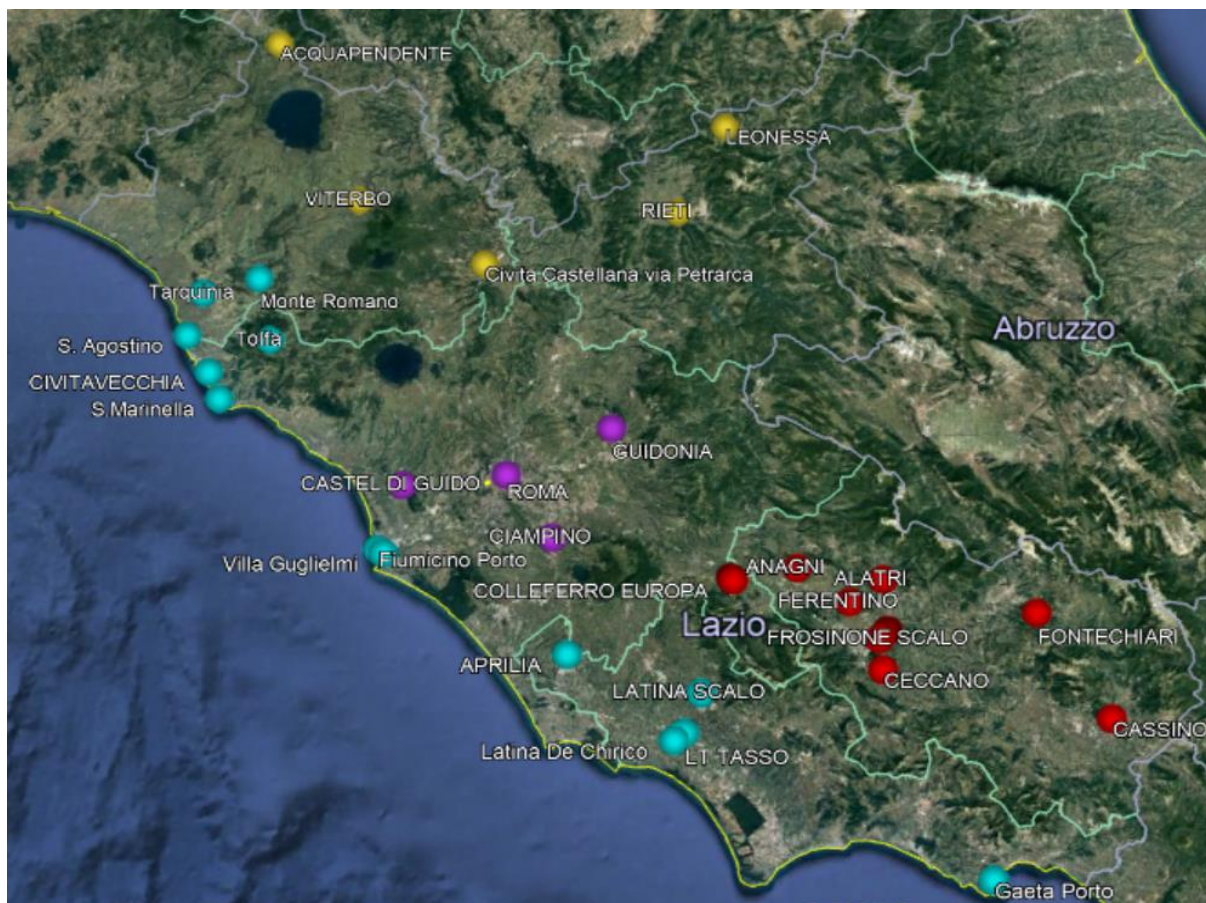 ACQUAPENDENTE
LEONESSA
VITERBO
RIETI
Civita Castellana via Petrarca
Tarquinia
Monte Romano
Abruzzo
S. Agostino
Tolfa
CIVITAVECCHIA
S.Marinella
GUIDONIA
CASTEL DI GUIDO
ROMA
CIAMPINO
Villa Guglielmi
Fiumicino Porto
ANAGNI
ALATRI
COLLEFERRO EUROPA
FERENTINO
Lazio
FROSINONE SCALO
FONTECHIARI
APRILIA
CECCANO
LATINA SCALO
CASSINO
Latina De Chirico
LT TASSO
Gaeta Porto